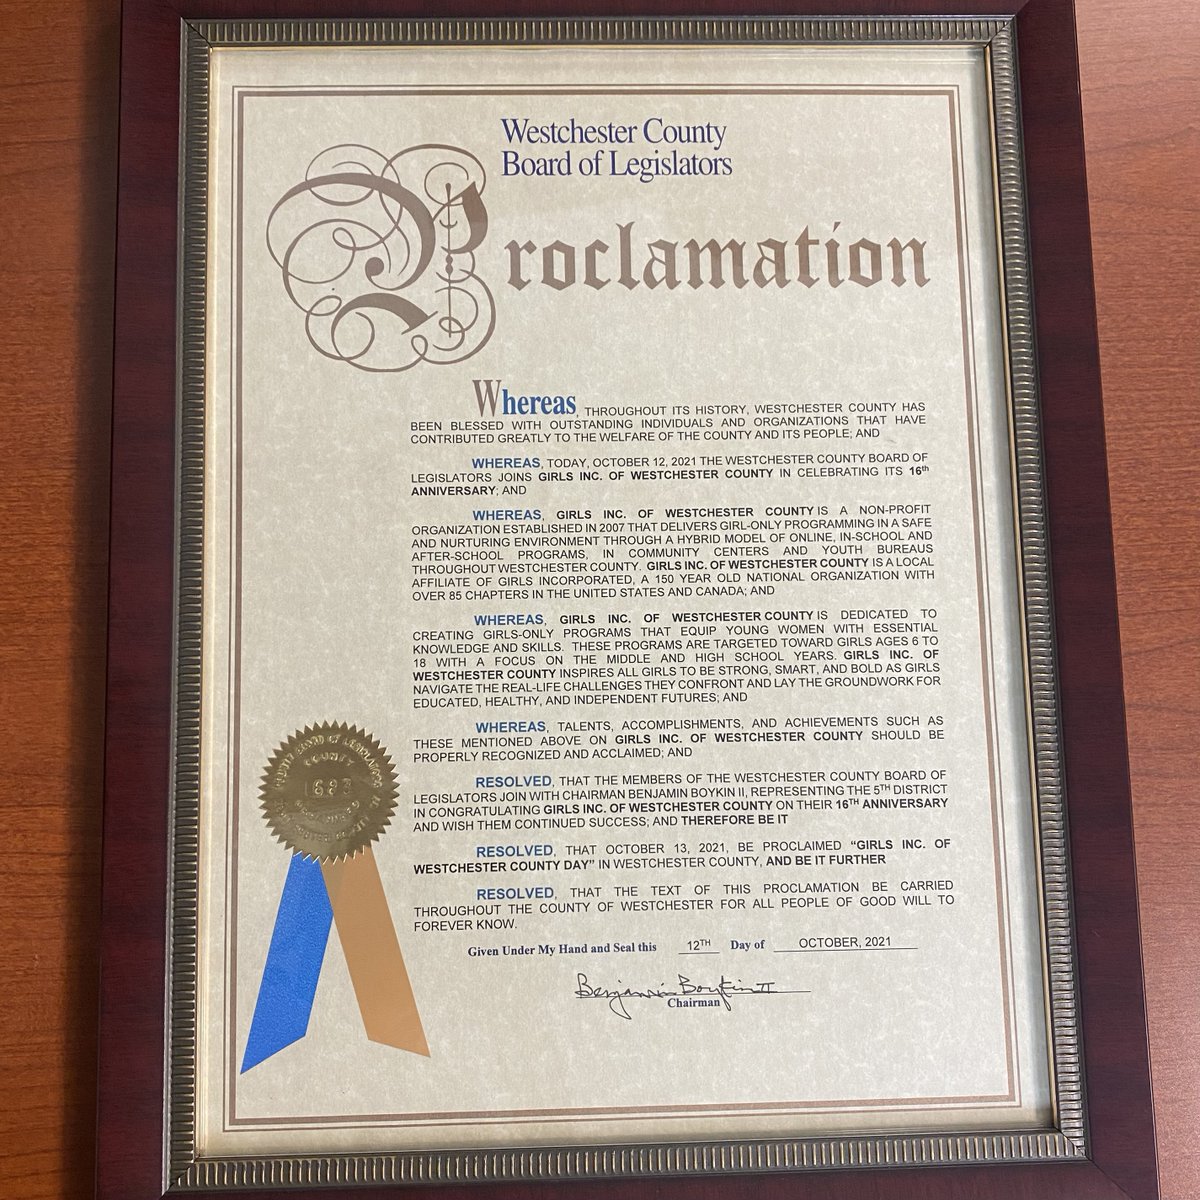 Westchester County
Board of Legislators
Proclamation
Whereas, THROUGHOUT ITS HISTORY, WESTCHESTER COUNTY HAS
BEEN BLESSED WITH OUTSTANDING INDIVIDUALS AND ORGANIZATIONS THAT HAVE
CONTRIBUTED GREATLY TO THE WELFARE OF THE COUNTY AND ITS PEOPLE; AND
WHEREAS, TODAY, OCTOBER 12, 2021 THE WESTCHESTER COUNTY BOARD OF
LEGISLATORS JOINS GIRLS INC. OF WESTCHESTER COUNTY IN CELEBRATING ITS 16th
ANNIVERSARY; AND
WHEREAS, GIRLS INC. OF WESTCHESTER COUNTY IS A NON-PROFIT
ORGANIZATION ESTABLISHED IN 2007 THAT DELIVERS GIRL-ONLY PROGRAMMING IN A SAFE
AND NURTURING ENVIRONMENT THROUGH A HYBRID MODEL OF ONLINE, IN-SCHOOL AND
AFTER-SCHOOL PROGRAMS, IN COMMUNITY CENTERS AND YOUTH BUREAUS
THROUGHOUT WESTCHESTER COUNTY. GIRLS INC. OF WESTCHESTER COUNTY IS A LOCAL
AFFILIATE OF GIRLS INCORPORATED, A 150 YEAR OLD NATIONAL ORGANIZATION WITH
OVER 85 CHAPTERS IN THE UNITED STATES AND CANADA; AND
WHEREAS, GIRLS INC. OF WESTCHESTER COUNTY IS DEDICATED TO
CREATING GIRLS-ONLY PROGRAMS THAT EQUIP YOUNG WOMEN WITH ESSENTIAL
KNOWLEDGE AND SKILLS. THESE PROGRAMS ARE TARGETED TOWARD GIRLS AGES 6 TO
18 WITH A FOCUS ON THE MIDDLE AND HIGH SCHOOL YEARS. GIRLS INC. OF
WESTCHESTER COUNTY INSPIRES ALL GIRLS TO BE STRONG, SMART, AND BOLD AS GIRLS
NAVIGATE THE REAL-LIFE CHALLENGES THEY CONFRONT AND LAY THE GROUNDWORK FOR
EDUCATED, HEALTHY, AND INDEPENDENT FUTURES; AND
WHEREAS, TALENTS, ACCOMPLISHMENTS, AND ACHIEVEMENTS SUCH AS
THESE MENTIONED ABOVE ON GIRLS INC. OF WESTCHESTER COUNTY SHOULD BE
PROPERLY RECOGNIZED AND ACCLAIMED; AND
RESOLVED, THAT THE MEMBERS OF THE WESTCHESTER COUNTY BOARD OF
LEGISLATORS JOIN WITH CHAIRMAN BENJAMIN BOYKIN II, REPRESENTING THE 5TH DISTRICT
IN CONGRATULATING GIRLS INC. OF WESTCHESTER COUNTY ON THEIR 16TH ANNIVERSARY
AND WISH THEM CONTINUED SUCCESS; AND THEREFORE BE IT
RESOLVED, THAT OCTOBER 13, 2021, BE PROCLAIMED “GIRLS INC. OF
WESTCHESTER COUNTY DAY” IN WESTCHESTER COUNTY, AND BE IT FURTHER
RESOLVED, THAT THE TEXT OF THIS PROCLAMATION BE CARRIED
THROUGHOUT THE COUNTY OF WESTCHESTER FOR ALL PEOPLE OF GOOD WILL TO
FOREVER KNOW.
Given Under My Hand and Seal this 12TH Day of OCTOBER, 2021
Benjamin Boykin II
Chairman
COUNTY BOARD OF LEGISLATORS
COUNTY
1683